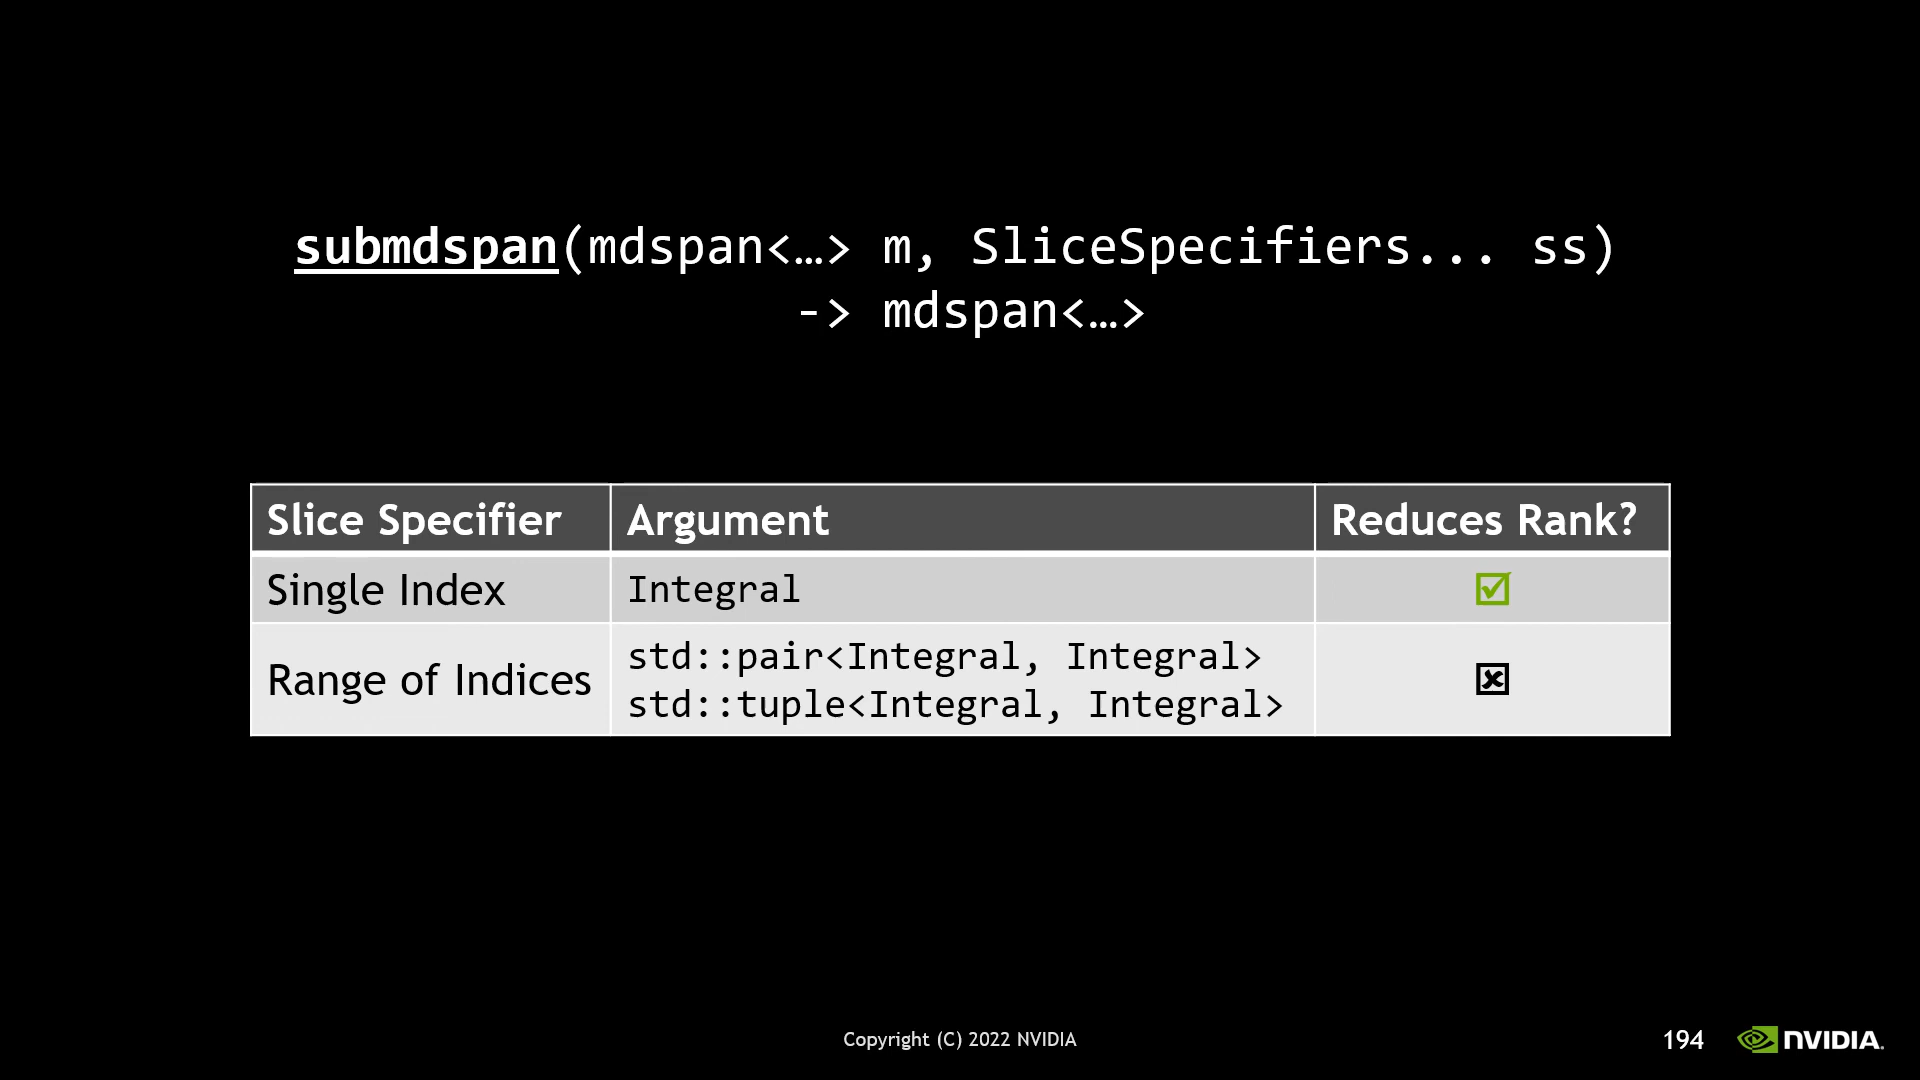 submdspan(mdspan<…> m, SliceSpecifiers... ss)
-> mdspan<…>
Slice Specifier Argument Reduces Rank?
Single Index Integral ☑
Range of Indices std::pair<Integral, Integral>
std::tuple<Integral, Integral> ☒
Copyright (C) 2022 NVIDIA
194 NVIDIA.